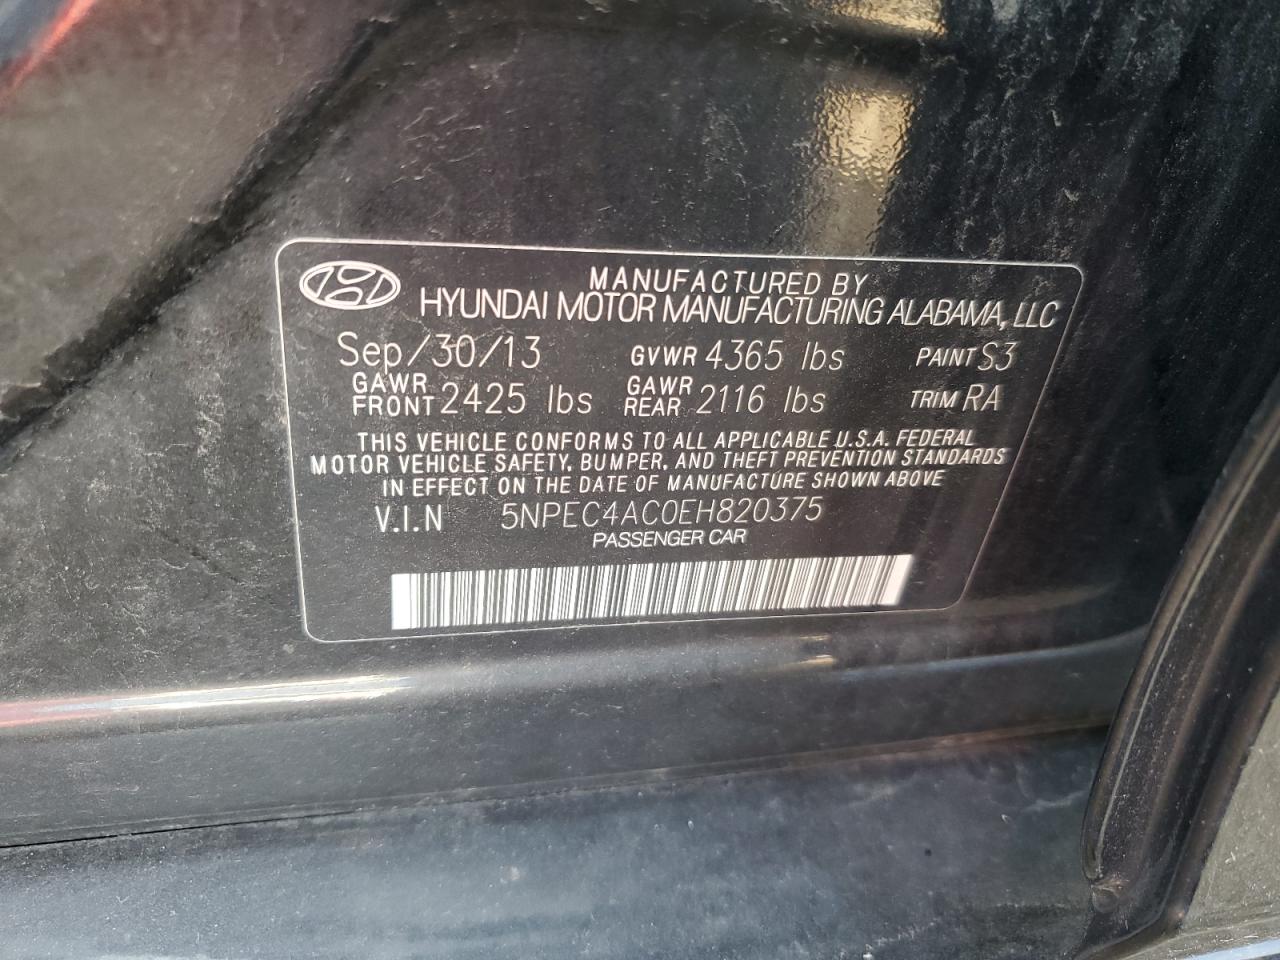 MANUFACTURED BY
HYUNDAI MOTOR MANUFACTURING ALABAMA, LLC
Sep/30/13 GVWR 4365 lbs PAINT S3
GAWR FRONT 2425 lbs GAWR REAR 2116 lbs TRIM RA
THIS VEHICLE CONFORMS TO ALL APPLICABLE U.S.A. FEDERAL
MOTOR VEHICLE SAFETY, BUMPER, AND THEFT PREVENTION STANDARDS
IN EFFECT ON THE DATE OF MANUFACTURE SHOWN ABOVE
V.I.N 5NPEC4AC0EH820375
PASSENGER CAR